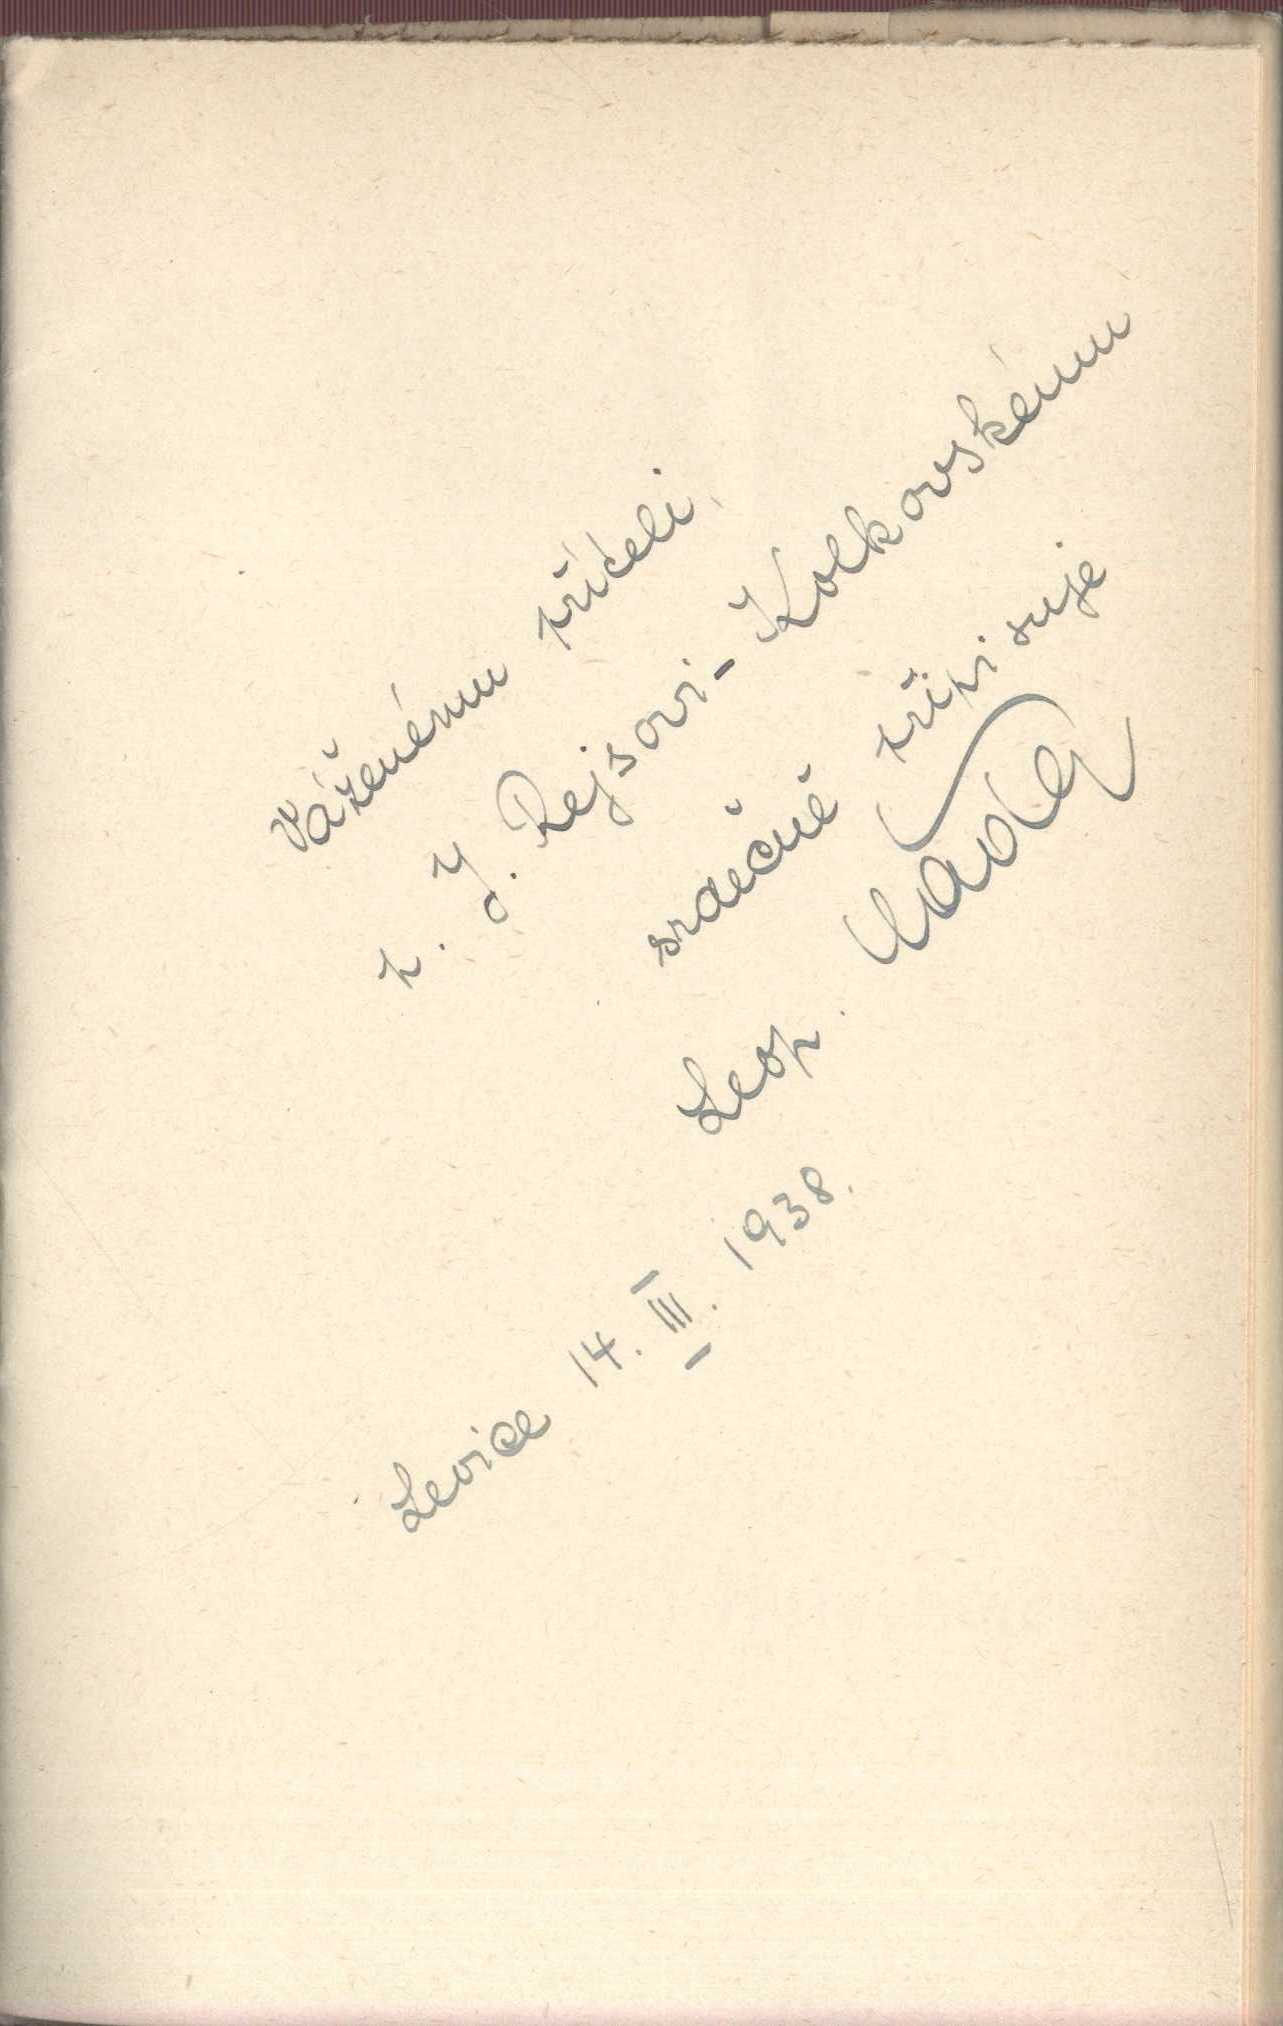 Váženému příteli,
p. J. Rejsovi-Kolkovskému
srdečně připisuje
Leop.
Levice 14. III. 1938.